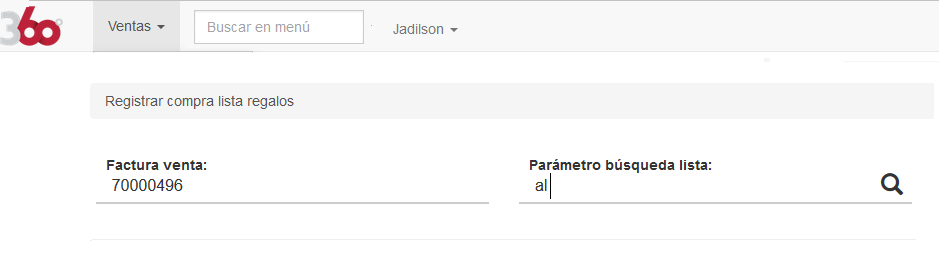 360°
Ventas
Buscar en menú
Jadilson
Registrar compra lista regalos
Factura venta:
70000496
Parámetro búsqueda lista:
al